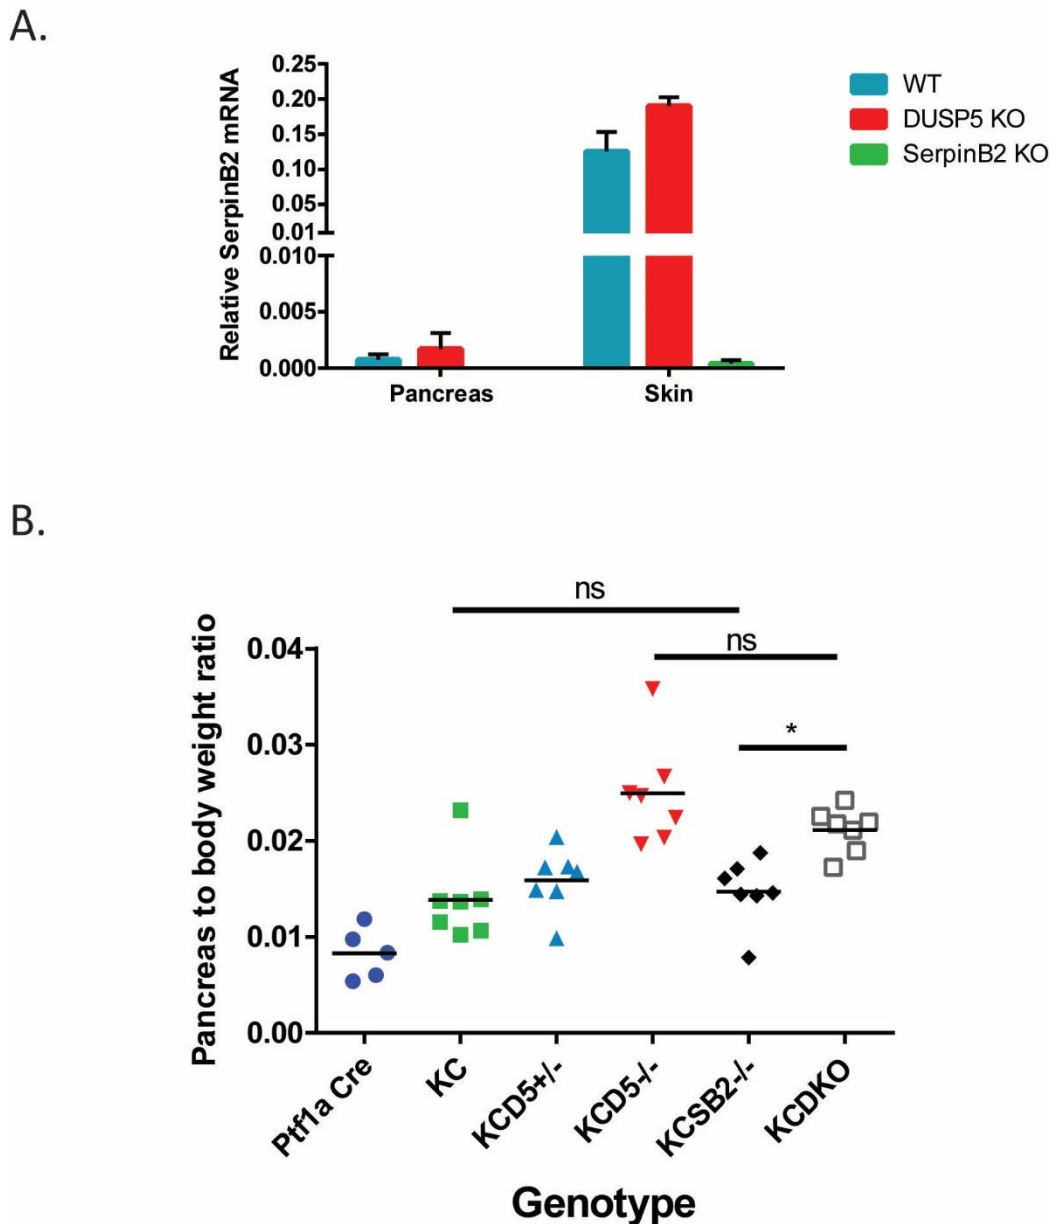 A.
Relative SerpinB2 mRNA
0.25
0.20
0.15
0.10
0.05
0.01
0.010
0.005
0.000
Pancreas
Skin
WT
DUSP5 KO
SerpinB2 KO
B.
Pancreas to body weight ratio
ns
ns
*
0.04
0.03
0.02
0.01
0.00
Ptf1a Cre
KC
KCD5+/-
KCD5-/-
KCSB2-/-
KCDKO
Genotype